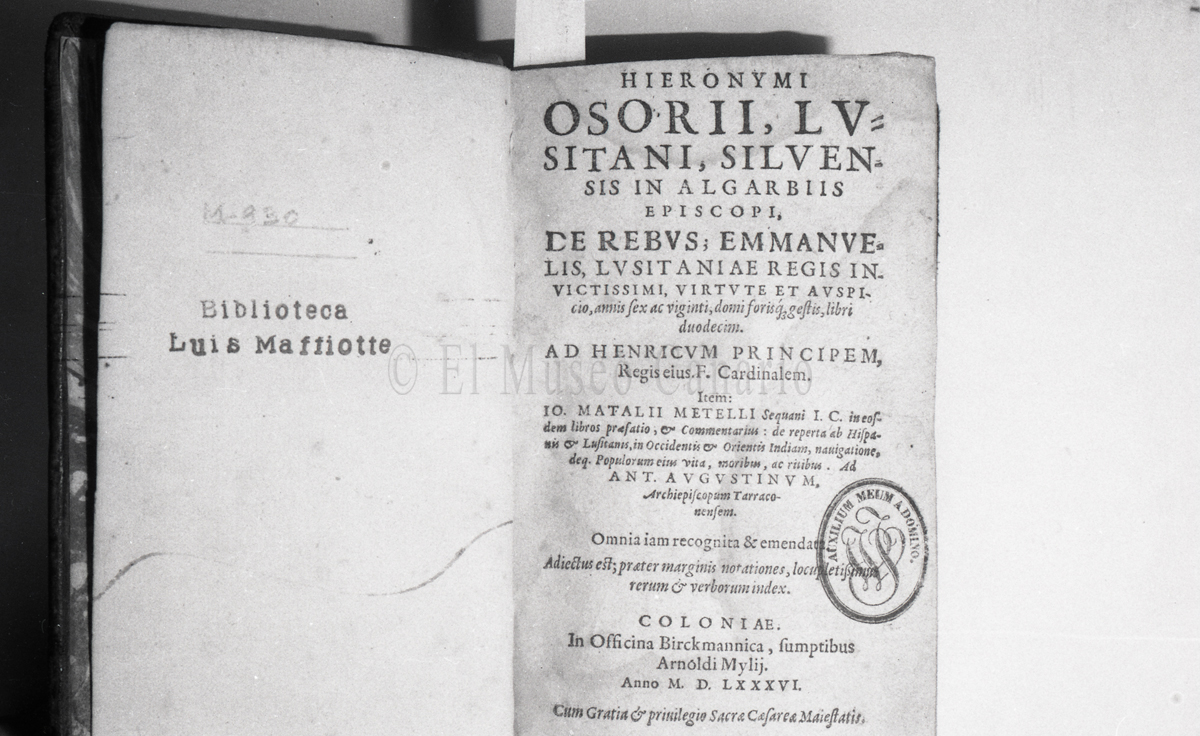 M-930
Biblioteca
Luis Maffiotte
© El Museo Canario
HIERONYMI
OSORII, LV=
SITANI, SILVEN-
SIS IN ALGARBIIS
EPISCOPI,
DE REBVS; EMMANVE-
LIS, LVSITANIAE REGIS IN-
VICTISSIMI, VIRTVTE ET AVSPI-
cio, annis sex ac viginti, domi forisq́; gestis, libri
duodecim.
AD HENRICVM PRINCIPEM,
Regis eius. F. Cardinalem.
Item:
IO. MATALII METELLI Sequani I. C. in eos-
dem libros præfatio, & Commentarius: de reperta ab Hispa-
nis & Lusitanis, in Occidentis & Orientis Indiam, nauigatione,
deq. Populorum eius vita, moribus, ac ritibus. Ad
ANT. AVGVSTINVM,
Archiepiscopum Tarraco-
nensem.
Omnia iam recognita & emendata
Adiectus est; præter marginis notationes, locupletissimus
rerum & verborum index.
AUXILIUM MEUM A DOMINO.
COLONIAE.
In Officina Birckmannica, sumptibus
Arnoldi Mylij.
Anno M. D. LXXXVI.
Cum Gratia & priuilegio Sacræ Cæsareæ Maiestatis.